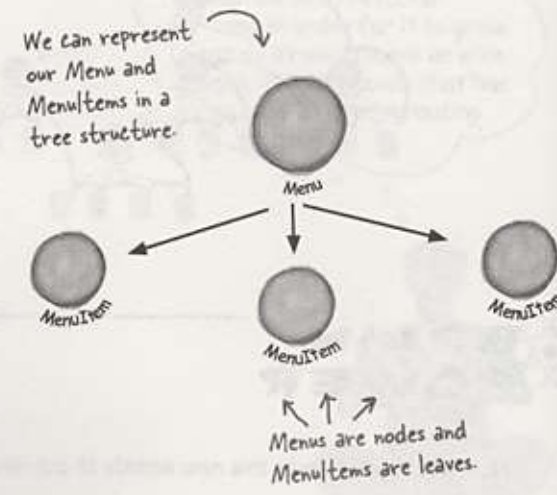 We can represent
our Menu and
MenuItems in a
tree structure.
Menu
MenuItem
MenuItem
MenuItem
Menus are nodes and
MenuItems are leaves.